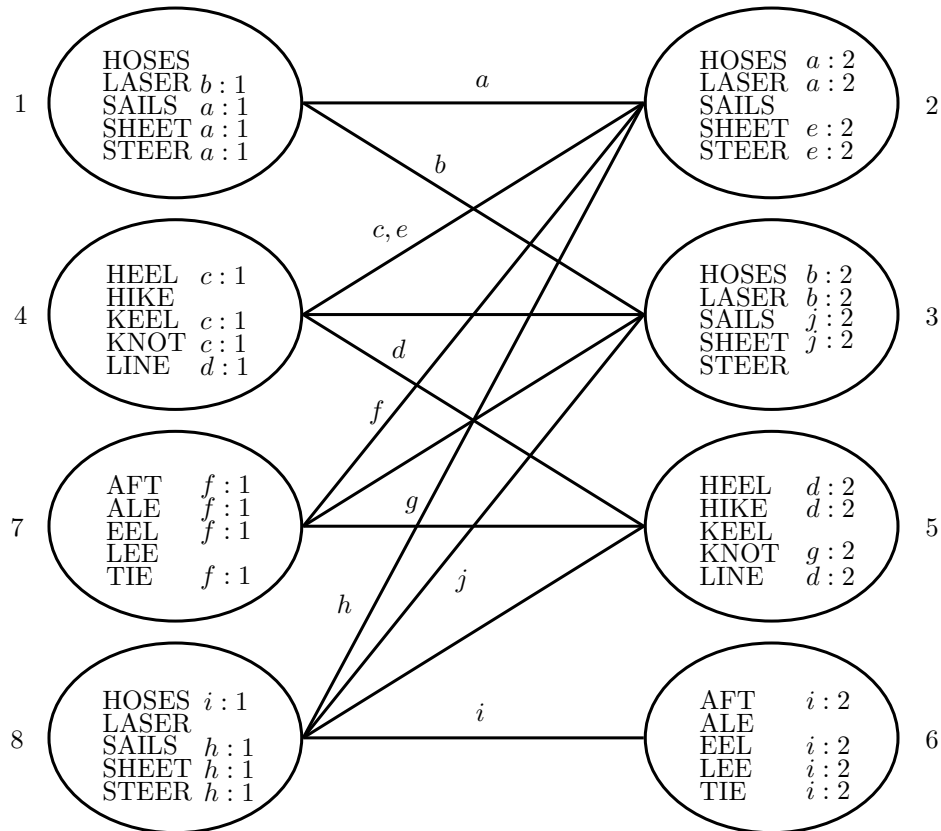 HOSES
LASER b : 1
SAILS a : 1
SHEET a : 1
STEER a : 1
1
a
HOSES a : 2
LASER a : 2
SAILS
SHEET e : 2
STEER e : 2
2
b
c, e
HEEL c : 1
HIKE
KEEL c : 1
KNOT c : 1
LINE d : 1
4
d
HOSES b : 2
LASER b : 2
SAILS j : 2
SHEET j : 2
STEER
3
f
AFT f : 1
ALE f : 1
EEL f : 1
LEE
TIE f : 1
7
g
HEEL d : 2
HIKE d : 2
KEEL
KNOT g : 2
LINE d : 2
5
h
j
HOSES i : 1
LASER
SAILS h : 1
SHEET h : 1
STEER h : 1
8
i
AFT i : 2
ALE
EEL i : 2
LEE i : 2
TIE i : 2
6